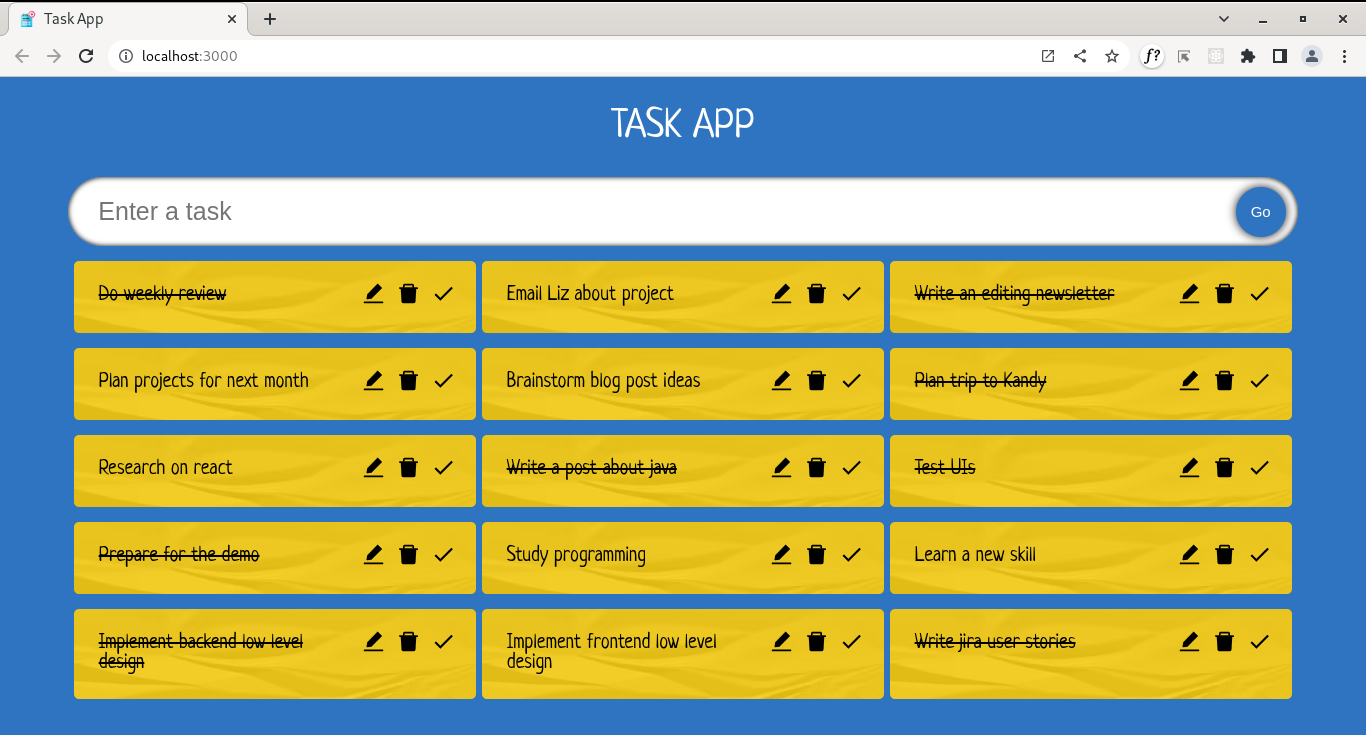 Task App
localhost:3000
f?
TASK APP
Enter a task
Go
Do weekly review
Email Liz about project
Write an editing newsletter
Plan projects for next month
Brainstorm blog post ideas
Plan trip to Kandy
Research on react
Write a post about java
Test UIs
Prepare for the demo
Study programming
Learn a new skill
Implement backend low level
design
Implement frontend low level
design
Write jira user stories